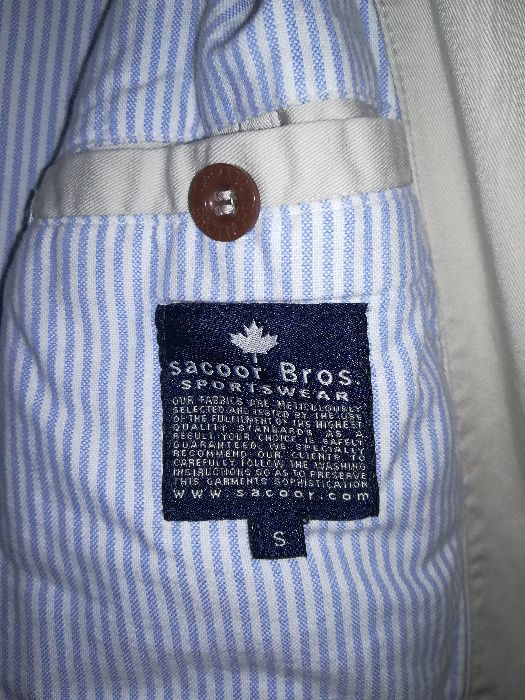 sacoor Bros.
SPORTSWEAR
OUR FABRICS ARE METICULOUSLY
SELECTED AND TESTED BY THE USE
OF THE FULFILMENT OF THE HIGHEST
QUALITY STANDARDS AS A
RESULT YOUR CHOICE IS SAFELY
GUARANTEED. WE SPECIALLY
RECOMMEND OUR CLIENTS TO
CAREFULLY FOLLOW THE WASHING
INSTRUCTIONS SO AS TO PRESERVE
THIS GARMENTS SOPHISTICATION
www.sacoor.com
S